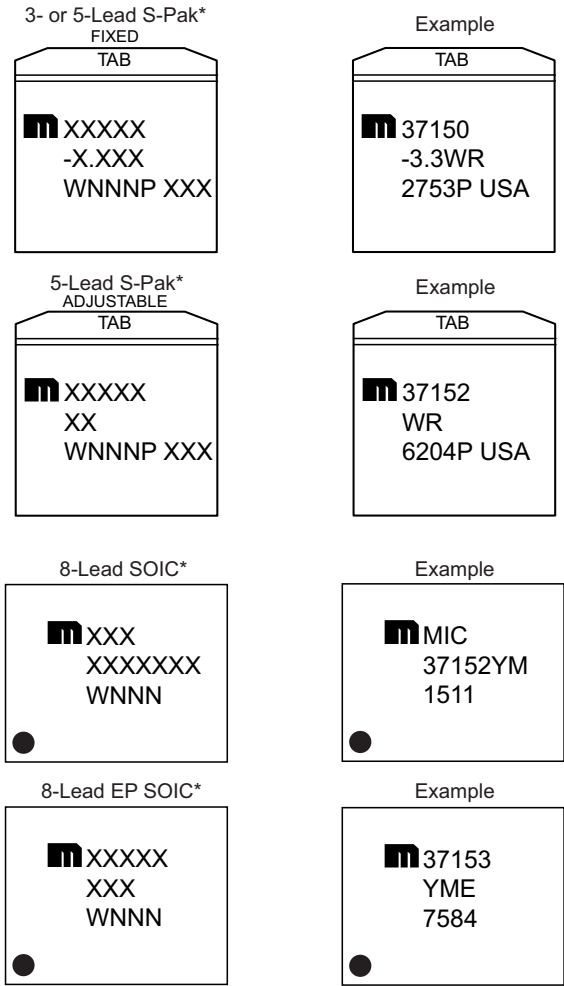 3- or 5-Lead S-Pak*
FIXED
TAB
XXXXX
-X.XXX
WNNNP XXX
Example
TAB
37150
-3.3WR
2753P USA
5-Lead S-Pak*
ADJUSTABLE
TAB
XXXXX
XX
WNNNP XXX
Example
TAB
37152
WR
6204P USA
8-Lead SOIC*
XXX
XXXXXXX
WNNN
Example
MIC
37152YM
1511
8-Lead EP SOIC*
XXXXX
XXX
WNNN
Example
37153
YME
7584